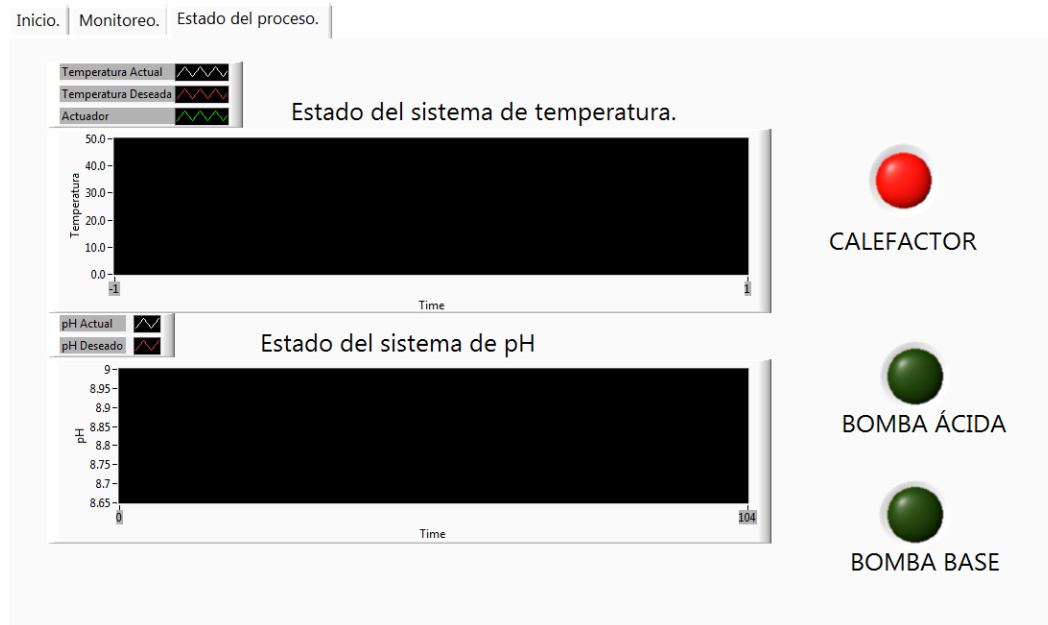 Inicio. Monitoreo. Estado del proceso.
Temperatura Actual
Temperatura Deseada
Actuador
Estado del sistema de temperatura.
50.0
40.0
30.0
20.0
10.0
0.0
Temperatura
-1 1
Time
CALEFACTOR
pH Actual
pH Deseado
Estado del sistema de pH
9
8.95
8.9
8.85
8.8
8.75
8.7
8.65
pH
0 104
Time
BOMBA ÁCIDA
BOMBA BASE